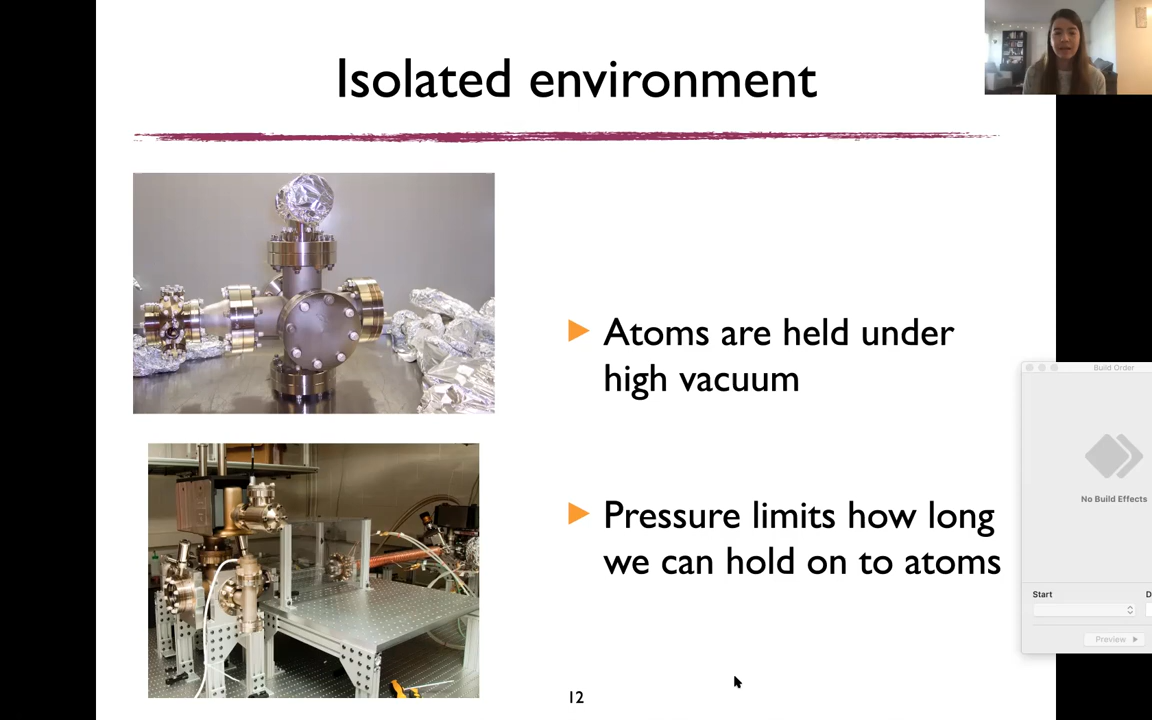 Isolated environment
Atoms are held under
high vacuum
Pressure limits how long
we can hold on to atoms
12
Build Order
No Build Effects
Start
D
Preview